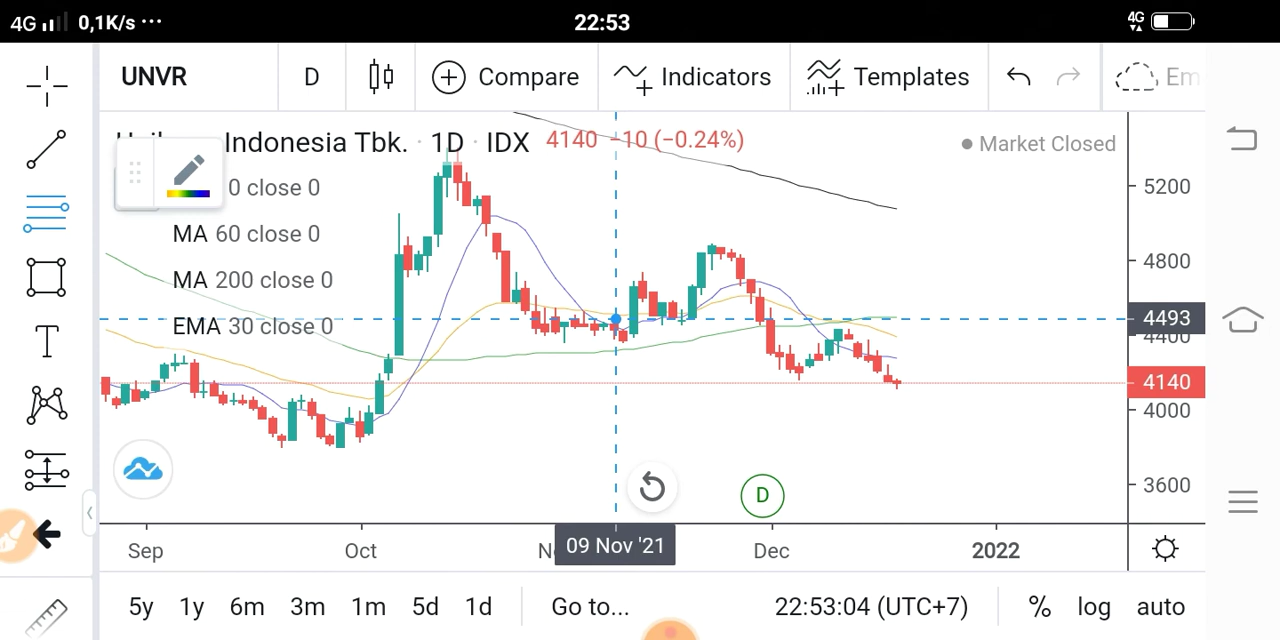 4G 0,1K/s ··· 22:53 4G
UNVR D Compare Indicators Templates Em
Indonesia Tbk. · 1D · IDX 4140 −10 (−0.24%) Market Closed
0 close 0
MA 60 close 0
MA 200 close 0
EMA 30 close 0
5200
4800
4493
4400
4140
4000
3600
D
Sep Oct 09 Nov '21 Dec 2022
5y 1y 6m 3m 1m 5d 1d Go to... 22:53:04 (UTC+7) % log auto